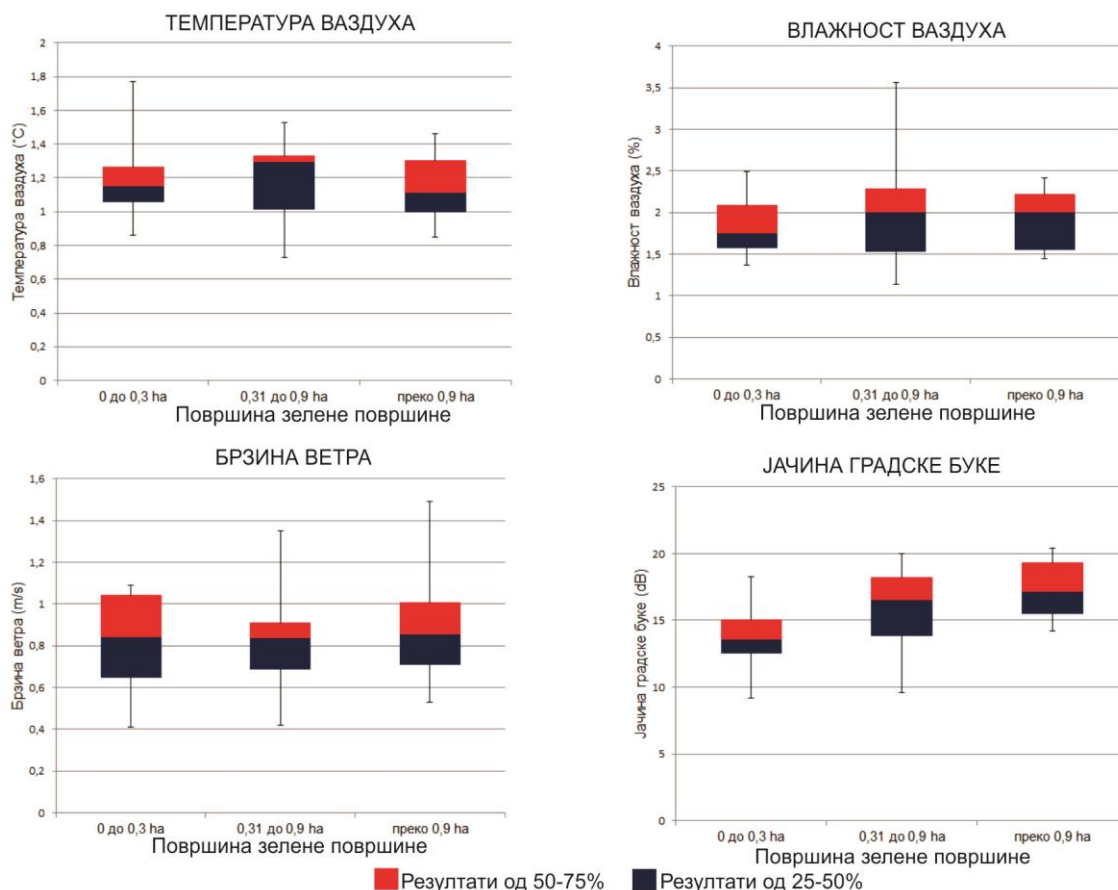 ТЕМПЕРАТУРА ВАЗДУХА
Температура ваздуха (°C)
2
1,8
1,6
1,4
1,2
1
0,8
0,6
0,4
0,2
0
0 до 0,3 ha
0,31 до 0,9 ha
преко 0,9 ha
Површина зелене површине
ВЛАЖНОСТ ВАЗДУХА
Влажност ваздуха (%)
4
3,5
3
2,5
2
1,5
1
0,5
0
0 до 0,3 ha
0,31 до 0,9 ha
преко 0,9 ha
Површина зелене површине
БРЗИНА ВЕТРА
Брзина ветра (m/s)
1,6
1,4
1,2
1
0,8
0,6
0,4
0,2
0
0 до 0,3 ha
0,31 до 0,9 ha
преко 0,9 ha
Површина зелене површине
ЈАЧИНА ГРАДСКЕ БУКЕ
Јачина градске буке (dB)
25
20
15
10
5
0
0 до 0,3 ha
0,31 до 0,9 ha
преко 0,9 ha
Површина зелене површине
Резултати од 50-75%
Резултати од 25-50%